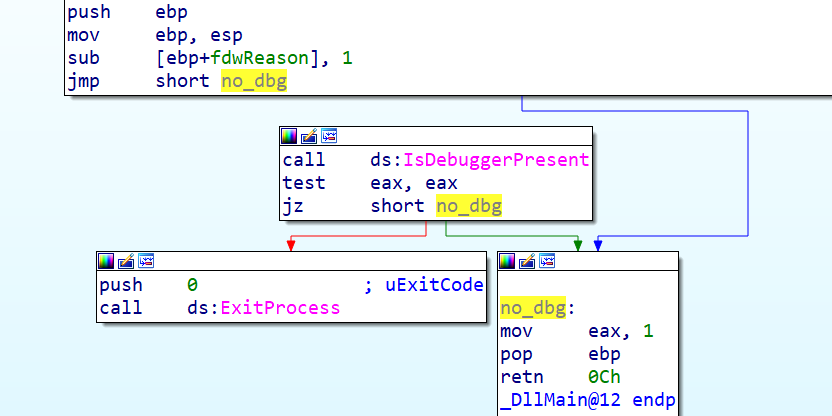 push ebp
mov ebp, esp
sub [ebp+fdwReason], 1
jmp short no_dbg
call ds:IsDebuggerPresent
test eax, eax
jz short no_dbg
push 0 ; uExitCode
call ds:ExitProcess
no_dbg:
mov eax, 1
pop ebp
retn 0Ch
_DllMain@12 endp